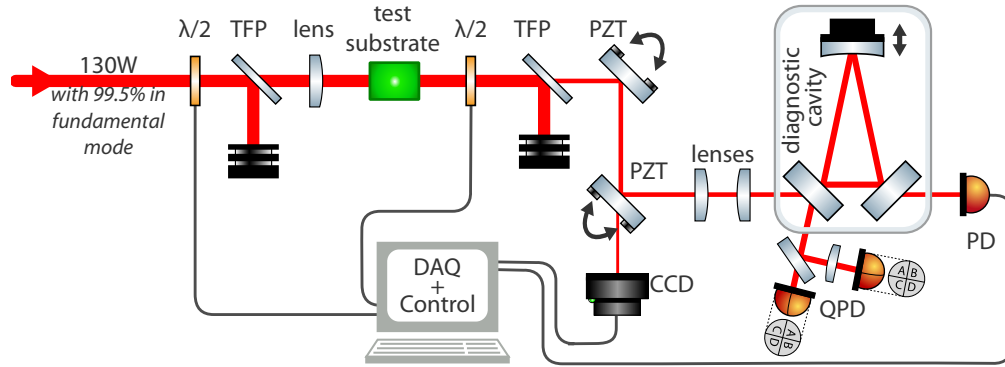 λ/2
TFP
lens
test
substrate
λ/2
TFP
PZT
130W
with 99.5% in
fundamental
mode
diagnostic
cavity
PZT
lenses
PD
DAQ
+
Control
CCD
QPD
A B
C D
A B
C D